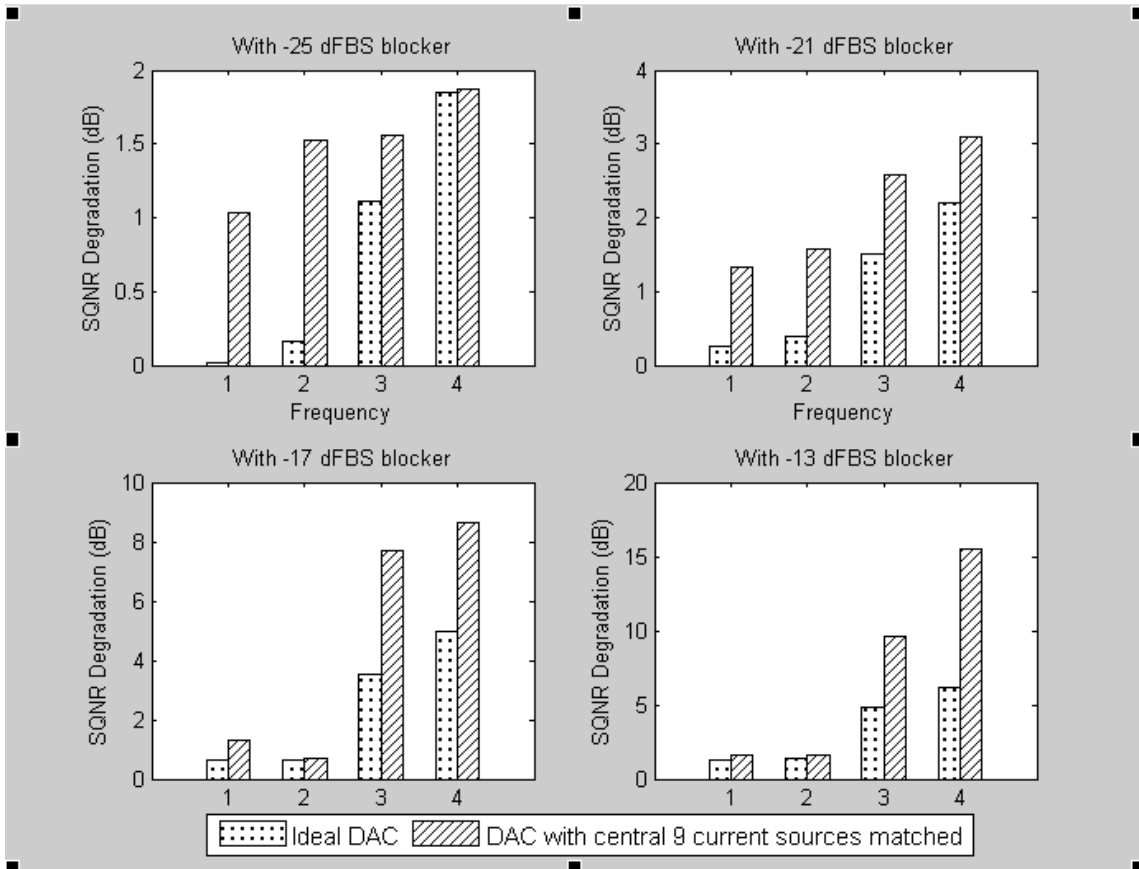 With -25 dFBS blocker
SQNR Degradation (dB)
2
1.5
1
0.5
0
1 2 3 4
Frequency
With -21 dFBS blocker
SQNR Degradation (dB)
4
3
2
1
0
1 2 3 4
Frequency
With -17 dFBS blocker
SQNR Degradation (dB)
10
8
6
4
2
0
1 2 3 4
With -13 dFBS blocker
SQNR Degradation (dB)
20
15
10
5
0
1 2 3 4
Ideal DAC DAC with central 9 current sources matched